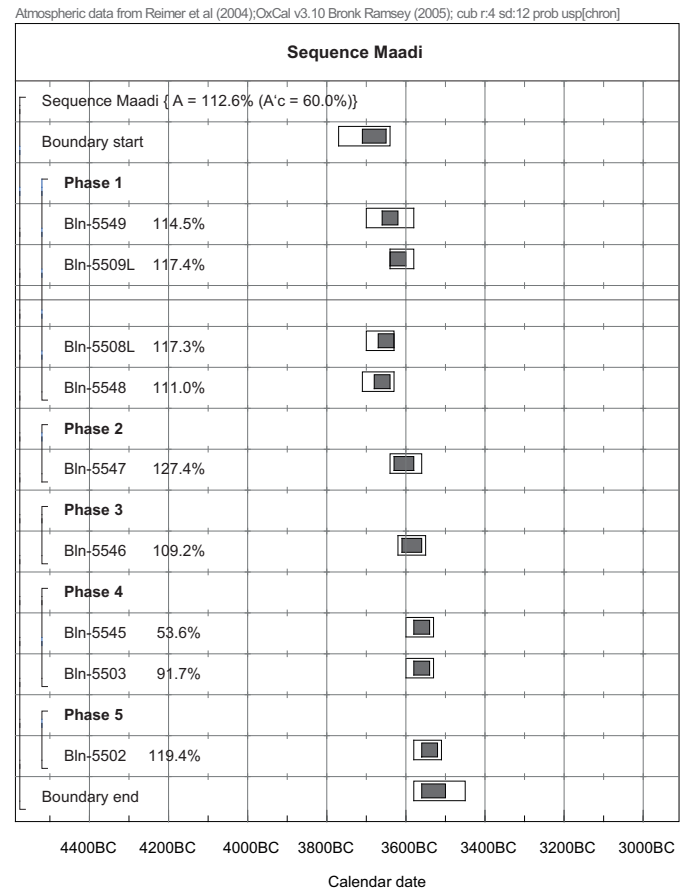 Atmospheric data from Reimer et al (2004);OxCal v3.10 Bronk Ramsey (2005); cub r:4 sd:12 prob usp[chron]
Sequence Maadi
Sequence Maadi { A = 112.6% (A'c = 60.0%)}
Boundary start
Phase 1
Bln-5549 114.5%
Bln-5509L 117.4%
Bln-5508L 117.3%
Bln-5548 111.0%
Phase 2
Bln-5547 127.4%
Phase 3
Bln-5546 109.2%
Phase 4
Bln-5545 53.6%
Bln-5503 91.7%
Phase 5
Bln-5502 119.4%
Boundary end
4400BC 4200BC 4000BC 3800BC 3600BC 3400BC 3200BC 3000BC
Calendar date